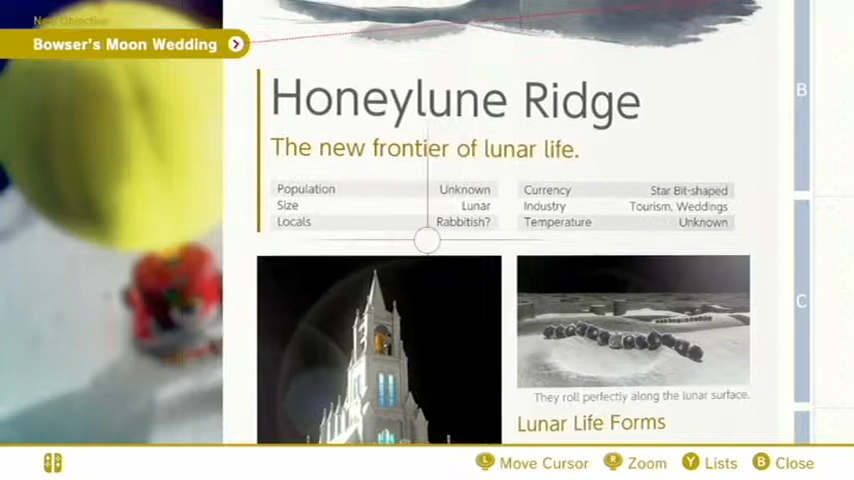 New Objective
Bowser's Moon Wedding
Honeylune Ridge
The new frontier of lunar life.
Population Unknown
Size Lunar
Locals Rabbitish?
Currency Star Bit-shaped
Industry Tourism, Weddings
Temperature Unknown
B
C
They roll perfectly along the lunar surface.
Lunar Life Forms
L Move Cursor R Zoom Y Lists B Close